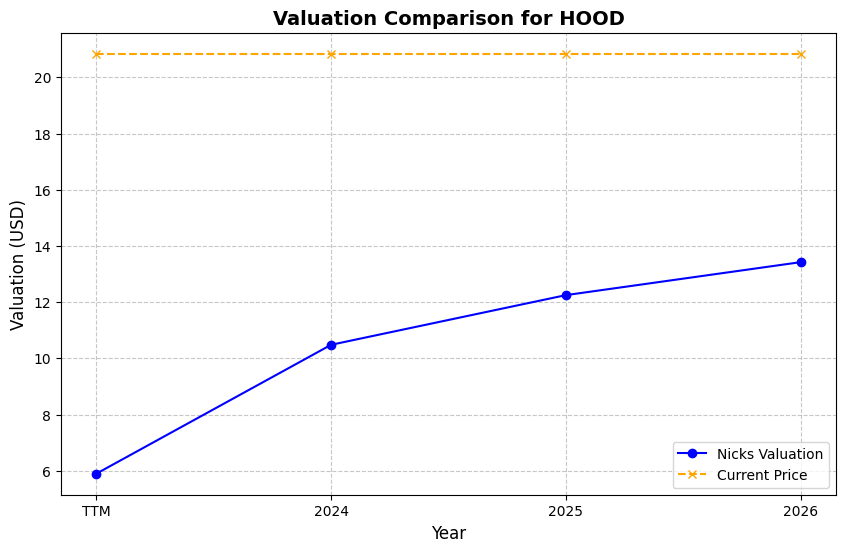 Valuation Comparison for HOOD
Valuation (USD)
20
18
16
14
12
10
8
6
TTM
2024
2025
2026
Year
Nicks Valuation
Current Price